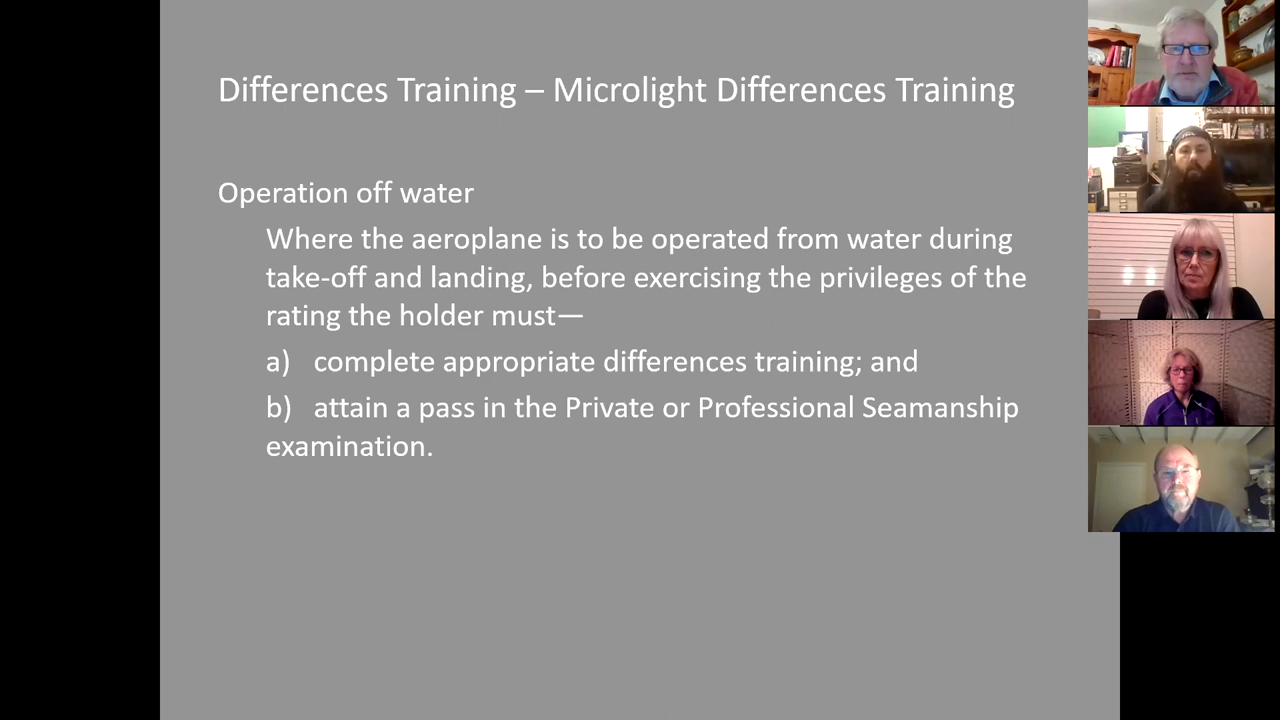 Differences Training – Microlight Differences Training
Operation off water
Where the aeroplane is to be operated from water during
take-off and landing, before exercising the privileges of the
rating the holder must—
a) complete appropriate differences training; and
b) attain a pass in the Private or Professional Seamanship
examination.